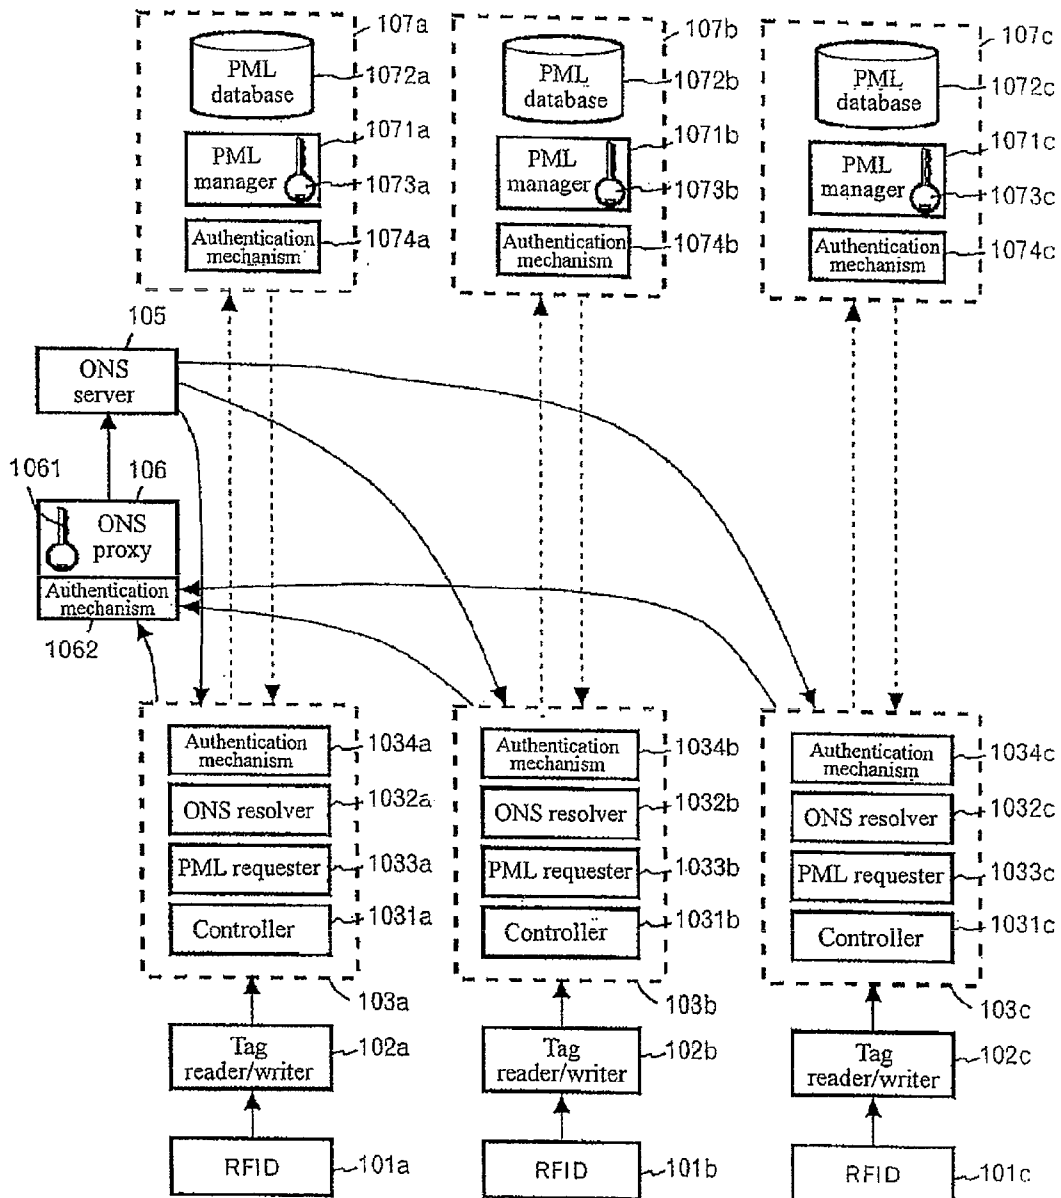 107a
107b
107c
PML
database
1072a
PML
database
1072b
PML
database
1072c
PML
manager
1071a
1073a
PML
manager
1071b
1073b
PML
manager
1071c
1073c
Authentication
mechanism
1074a
Authentication
mechanism
1074b
Authentication
mechanism
1074c
105
ONS
server
1061
106
ONS
proxy
Authentication
mechanism
1062
Authentication
mechanism
1034a
Authentication
mechanism
1034b
Authentication
mechanism
1034c
ONS resolver
1032a
ONS resolver
1032b
ONS resolver
1032c
PML requester
1033a
PML requester
1033b
PML requester
1033c
Controller
1031a
Controller
1031b
Controller
1031c
103a
103b
103c
Tag
reader/writer
102a
Tag
reader/writer
102b
Tag
reader/writer
102c
RFID
101a
RFID
101b
RFID
101c